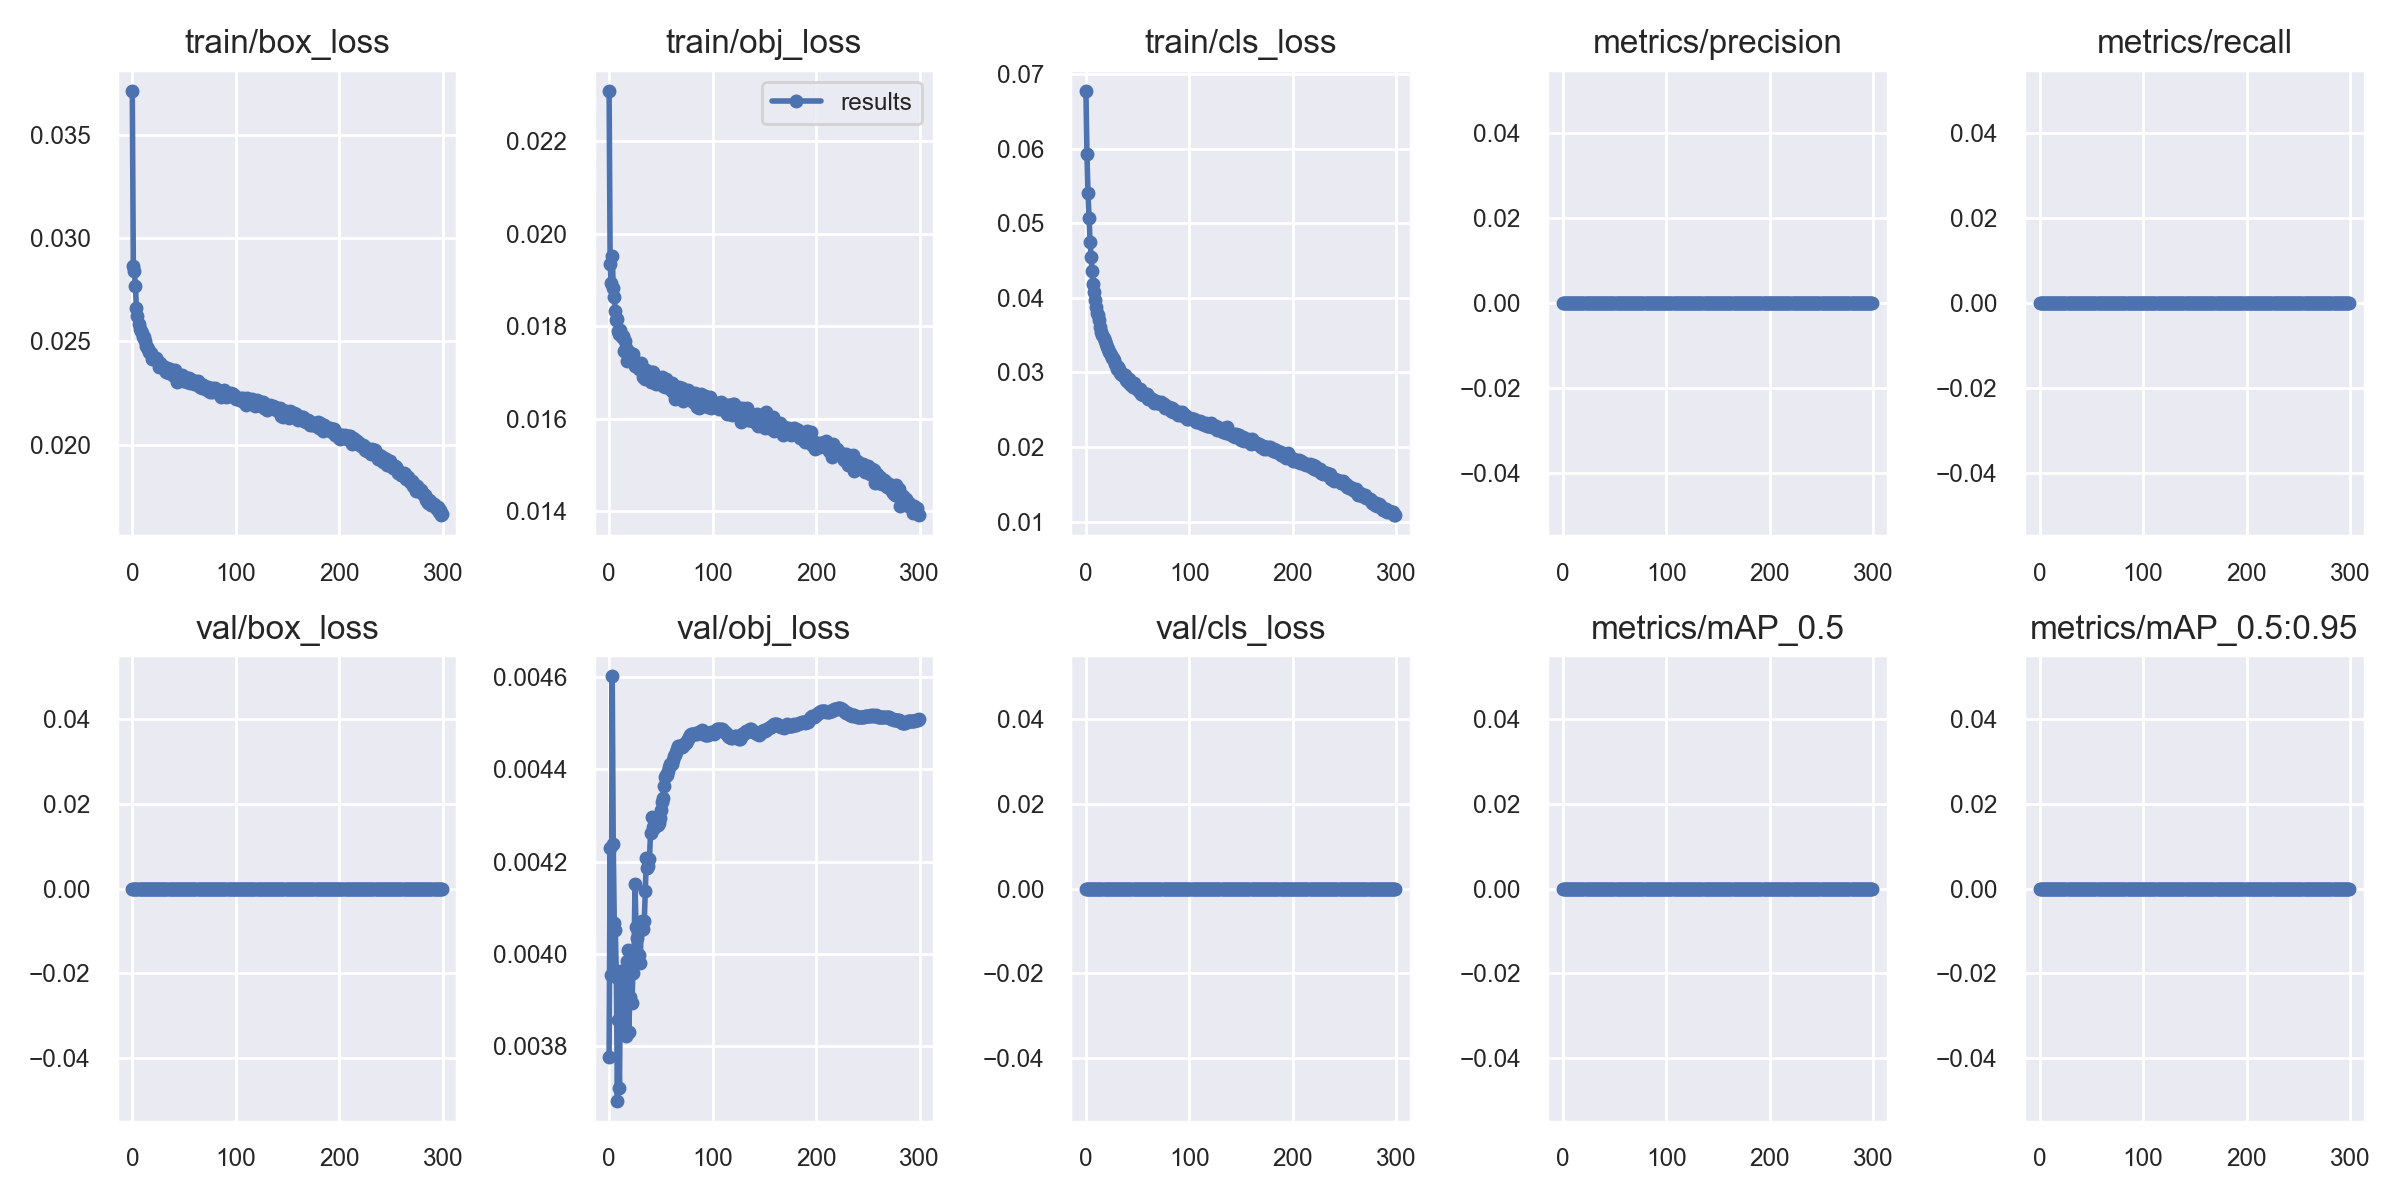 train/box_loss
train/obj_loss
train/cls_loss
metrics/precision
metrics/recall
0.035
0.030
0.025
0.020
0 100 200 300
results
0.022
0.020
0.018
0.016
0.014
0 100 200 300
0.07
0.06
0.05
0.04
0.03
0.02
0.01
0 100 200 300
0.04
0.02
0.00
−0.02
−0.04
0 100 200 300
0.04
0.02
0.00
−0.02
−0.04
0 100 200 300
val/box_loss
val/obj_loss
val/cls_loss
metrics/mAP_0.5
metrics/mAP_0.5:0.95
0.04
0.02
0.00
−0.02
−0.04
0 100 200 300
0.0046
0.0044
0.0042
0.0040
0.0038
0 100 200 300
0.04
0.02
0.00
−0.02
−0.04
0 100 200 300
0.04
0.02
0.00
−0.02
−0.04
0 100 200 300
0.04
0.02
0.00
−0.02
−0.04
0 100 200 300